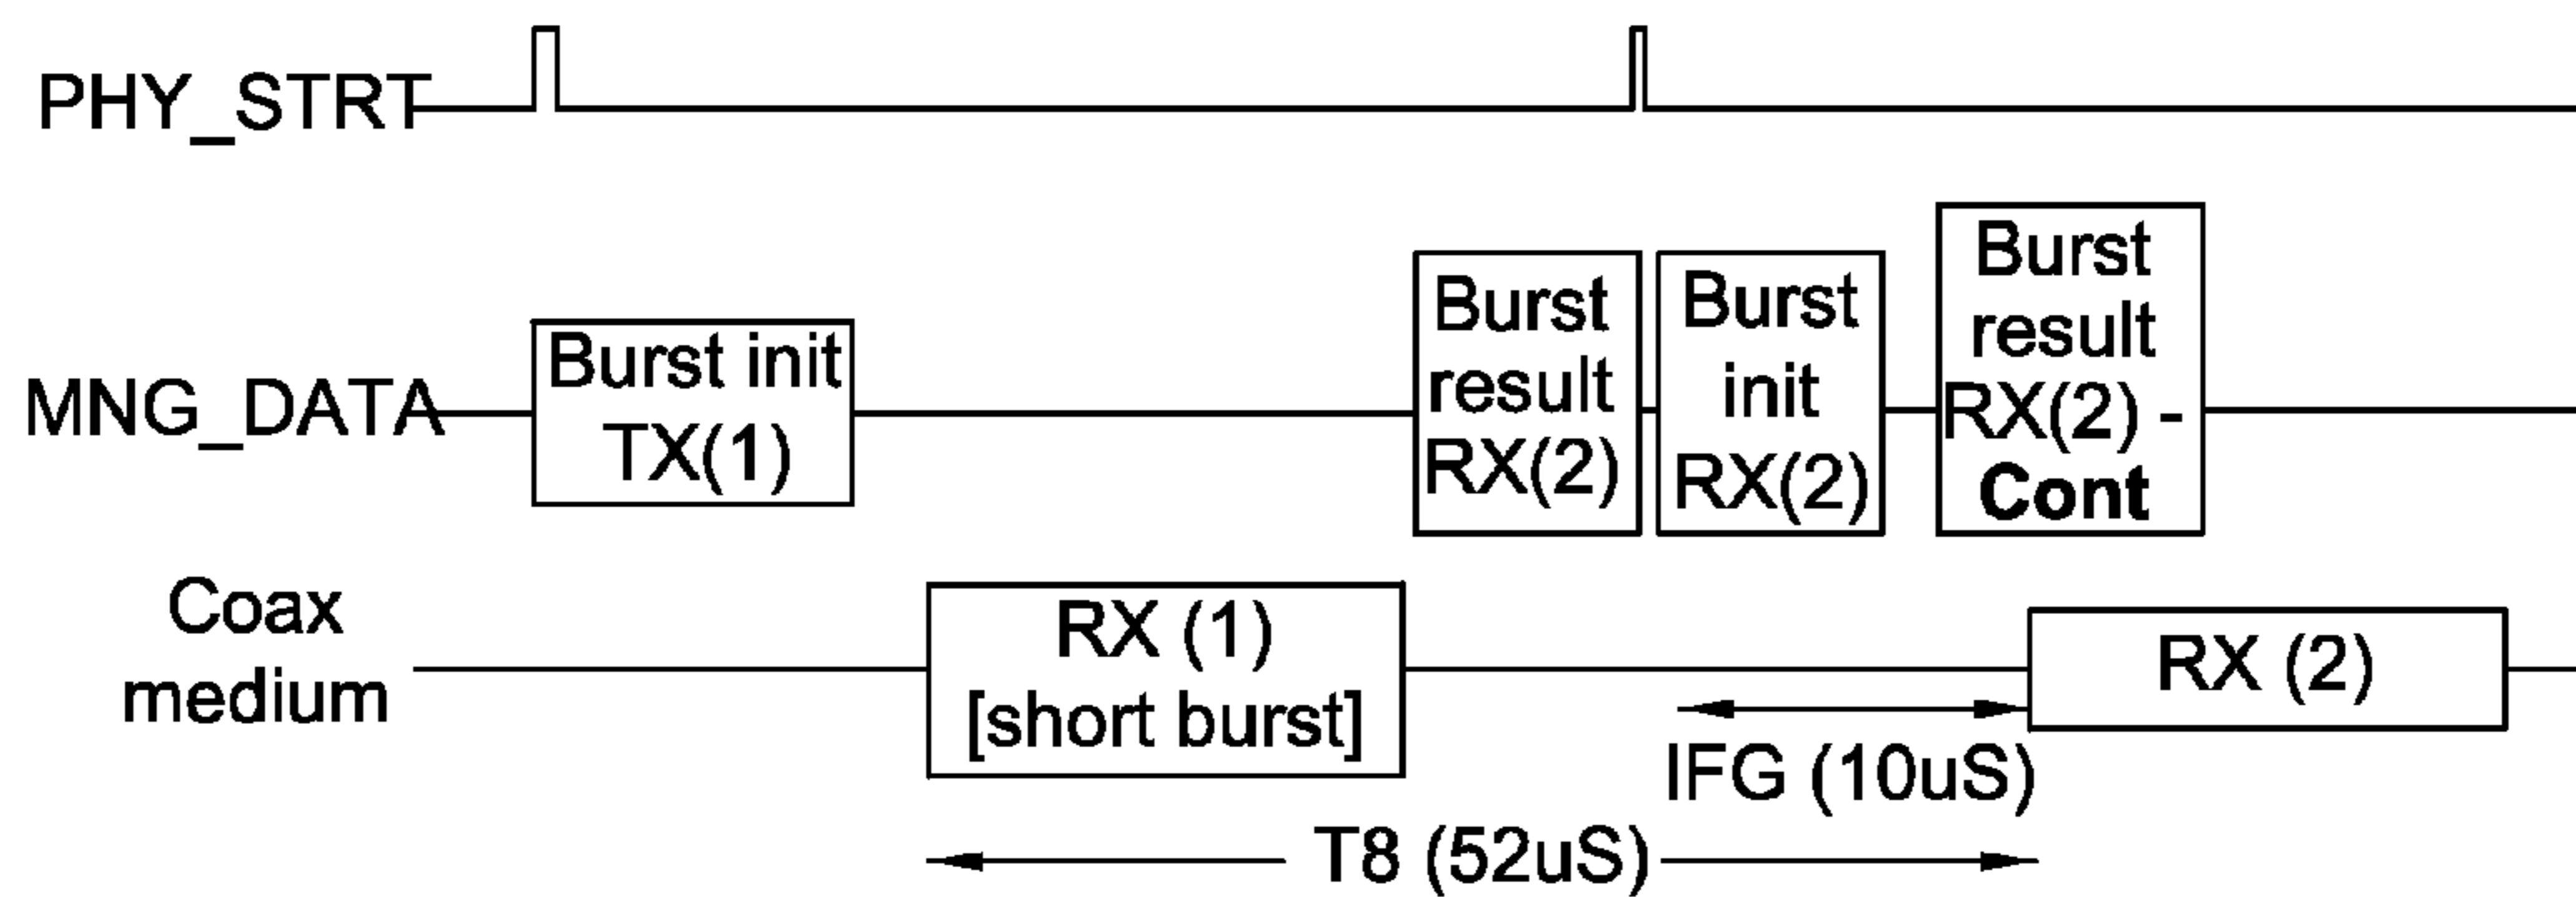 PHY_STRT
MNG_DATA
Burst init
TX(1)
Burst
result
RX(2)
Burst
init
RX(2)
Burst
result
RX(2) -
Cont
Coax
medium
RX (1)
[short burst]
RX (2)
IFG (10uS)
T8 (52uS)